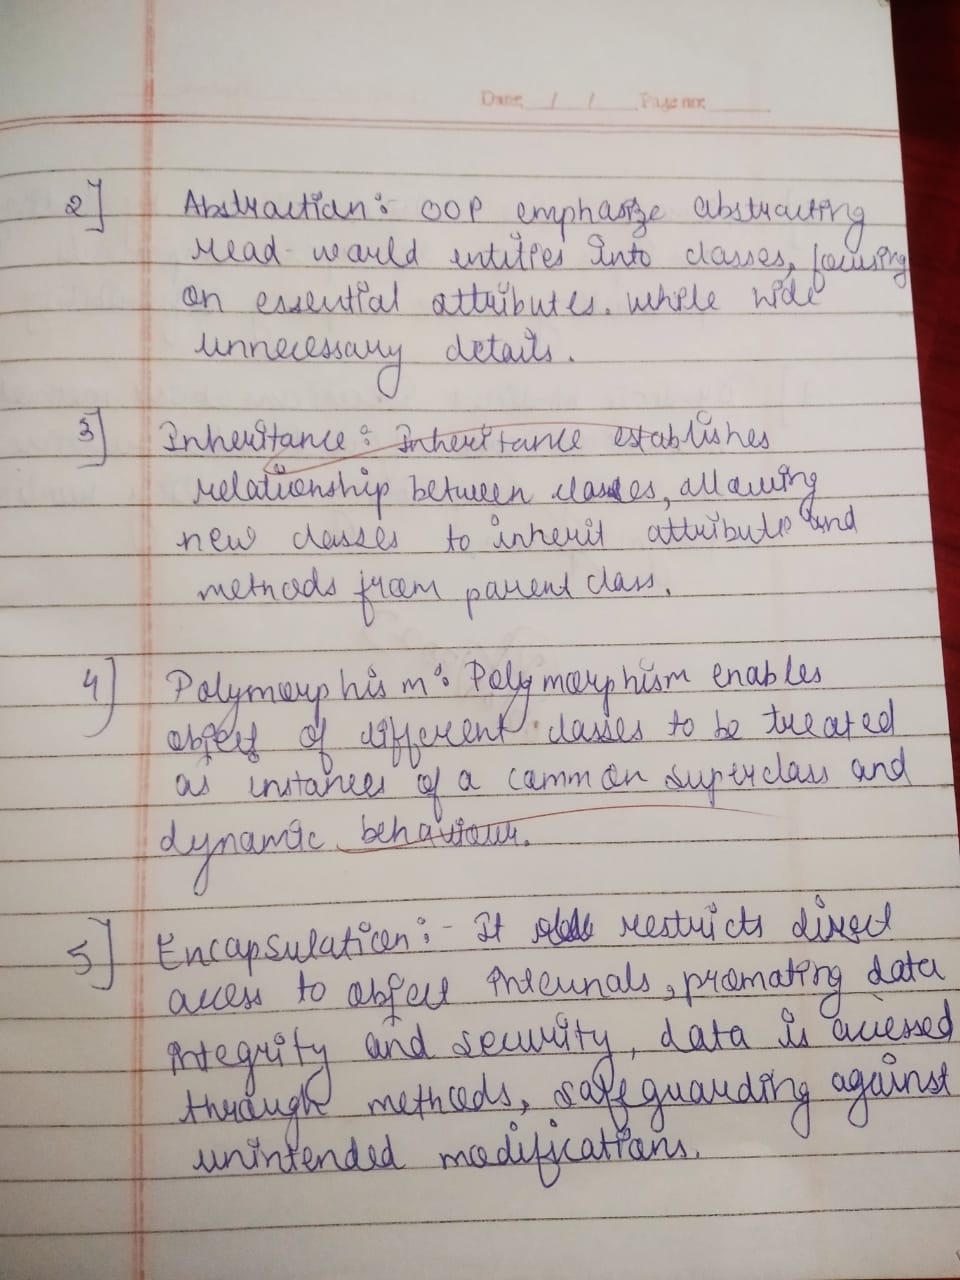 Date / / Page no:
2] Abstraction: OOP emphasize abstracting
read-world entities into classes, focusing
on essential attributes. while hide
unnecessary details.
3] Inheritance: Inheritance establishes
relationship between classes, allowing
new classes to inherit attribute and
methods from parent class.
4] Polymorphism: Polymorphism enables
objects of different classes to be treated
as instances of a common superclass and
dynamic behaviour.
5] Encapsulation:- It restricts direct
access to object internals, promoting data
integrity and security, data is accessed
through methods, safeguarding against
unintended modifications.